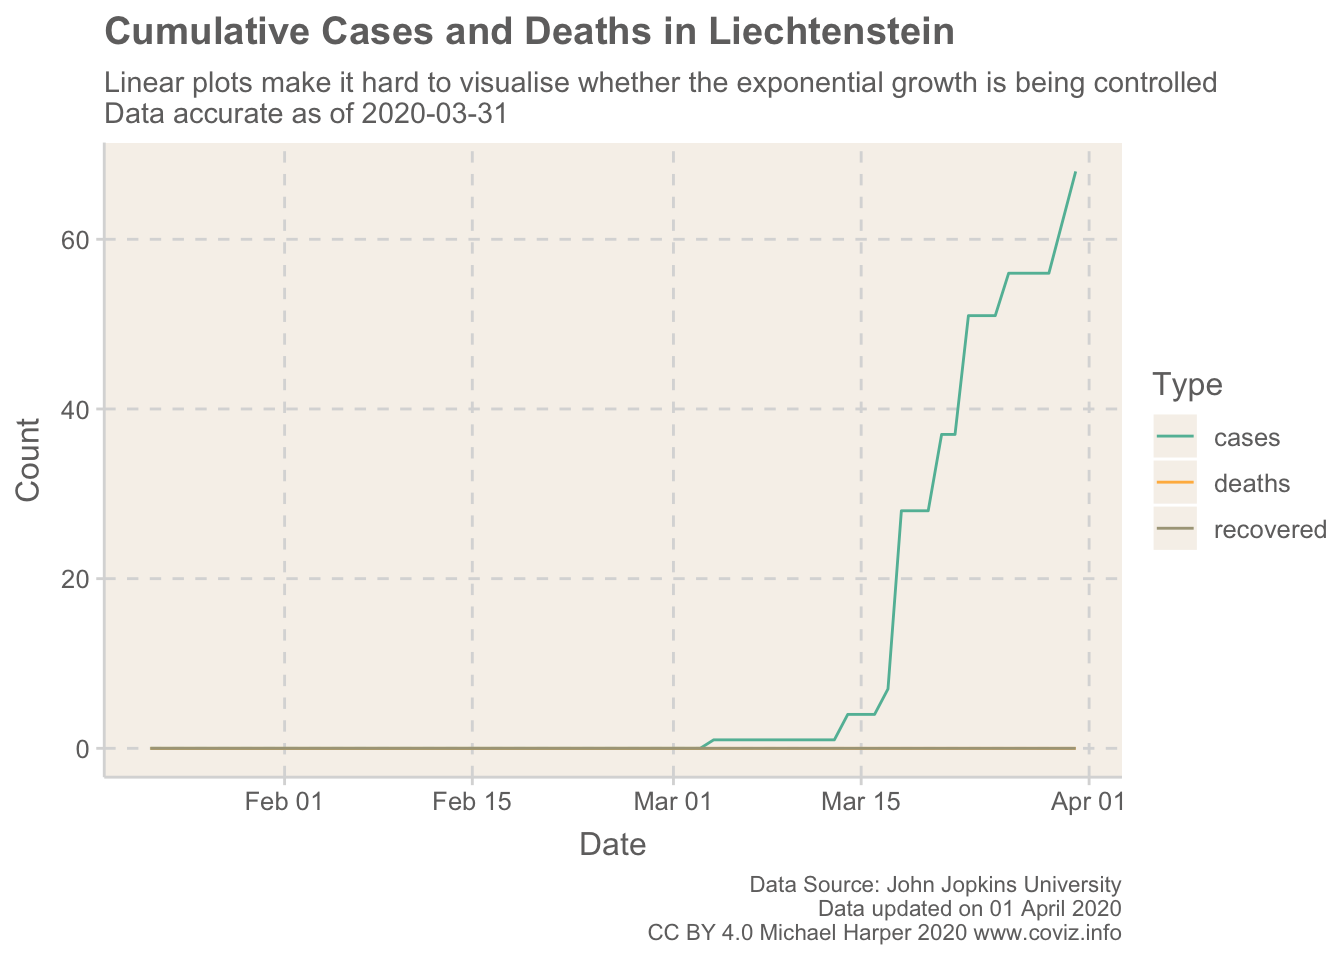 Cumulative Cases and Deaths in Liechtenstein
Linear plots make it hard to visualise whether the exponential growth is being controlled
Data accurate as of 2020-03-31
Count
60
40
20
0
Feb 01
Feb 15
Mar 01
Mar 15
Apr 01
Date
Type
cases
deaths
recovered
Data Source: John Jopkins University
Data updated on 01 April 2020
CC BY 4.0 Michael Harper 2020 www.coviz.info